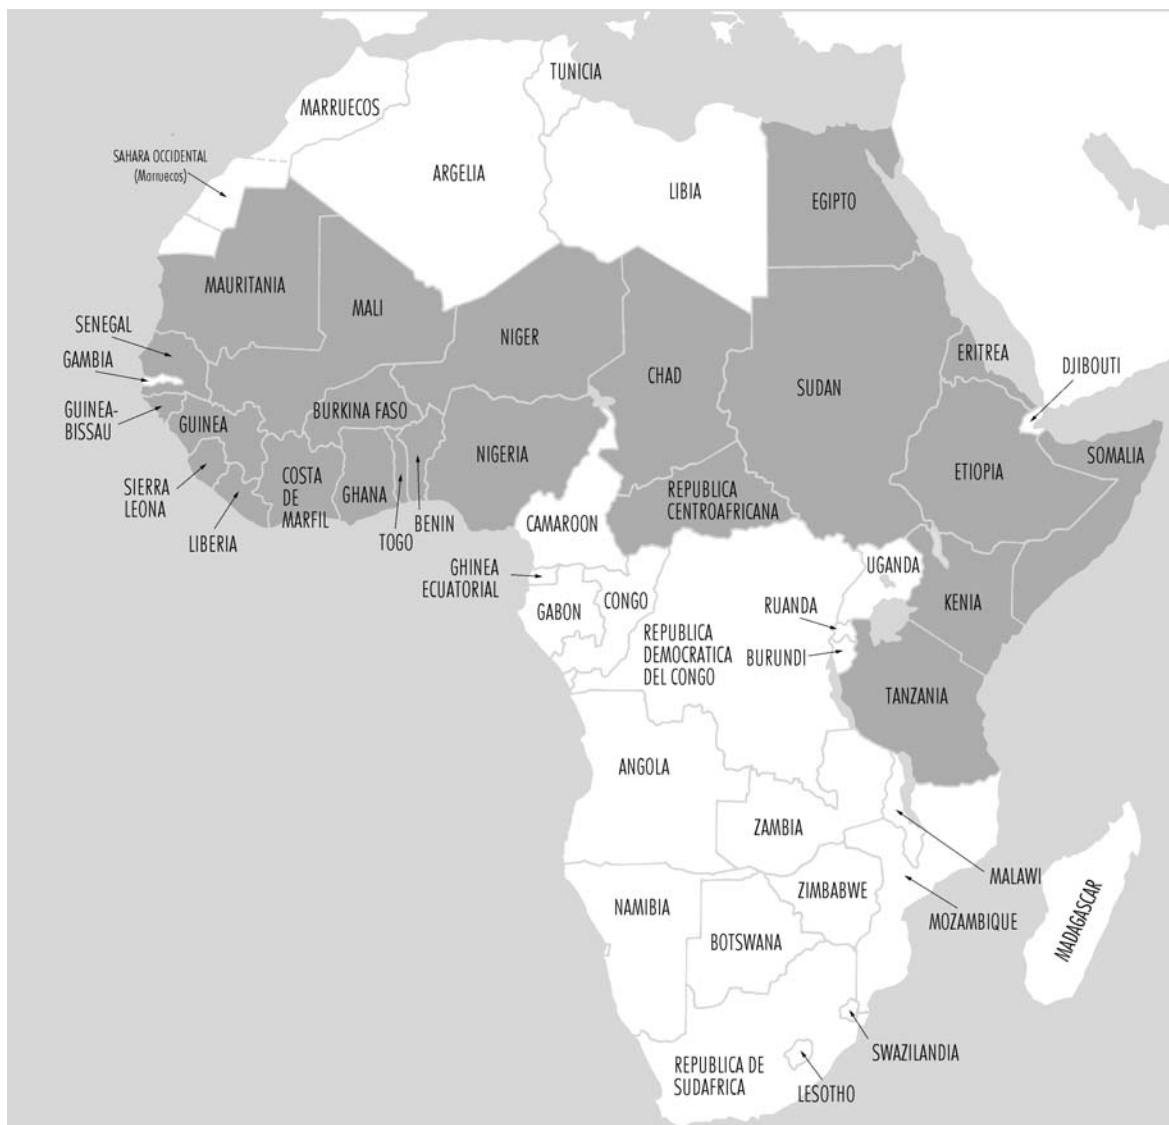 TUNICIA
MARRUECOS
SAHARA OCCIDENTAL
(Marruecos)
ARGELIA
LIBIA
EGIPTO
MAURITANIA
MALI
NIGER
SENEGAL
GAMBIA
CHAD
SUDAN
ERITREA
DJIBOUTI
GUINEA-
BISSAU
GUINEA
BURKINA FASO
NIGERIA
SOMALIA
SIERRA
LEONA
COSTA
DE
MARFIL
GHANA
REPUBLICA
CENTROAFRICANA
ETIOPIA
LIBERIA
TOGO
BENIN
CAMAROON
GHINEA
ECUATORIAL
UGANDA
GABON
CONGO
RUANDA
KENIA
REPUBLICA
DEMOCRATICA
DEL CONGO
BURUNDI
TANZANIA
ANGOLA
ZAMBIA
MALAWI
ZIMBABWE
MOZAMBIQUE
NAMIBIA
BOTSWANA
MADAGASCAR
SWAZILANDIA
REPUBLICA DE
SUDAFRICA
LESOTHO